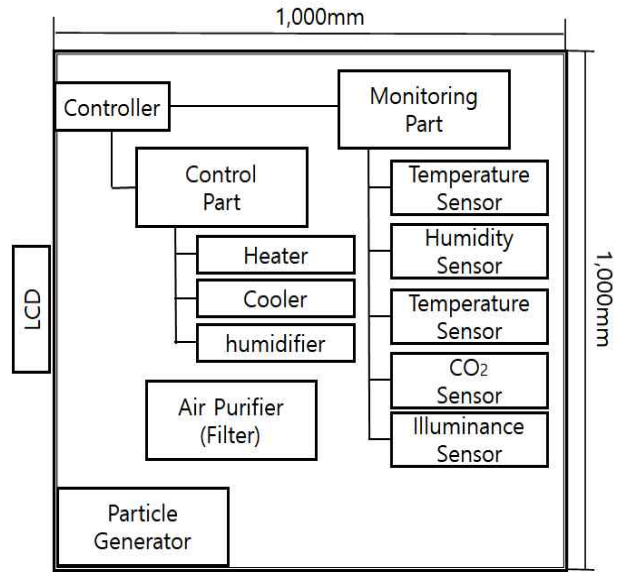 1,000mm
Controller
Monitoring
Part
Control
Part
Temperature
Sensor
Heater
Humidity
Sensor
Cooler
Temperature
Sensor
humidifier
LCD
1,000mm
CO2
Sensor
Air Purifier
(Filter)
Illuminance
Sensor
Particle
Generator